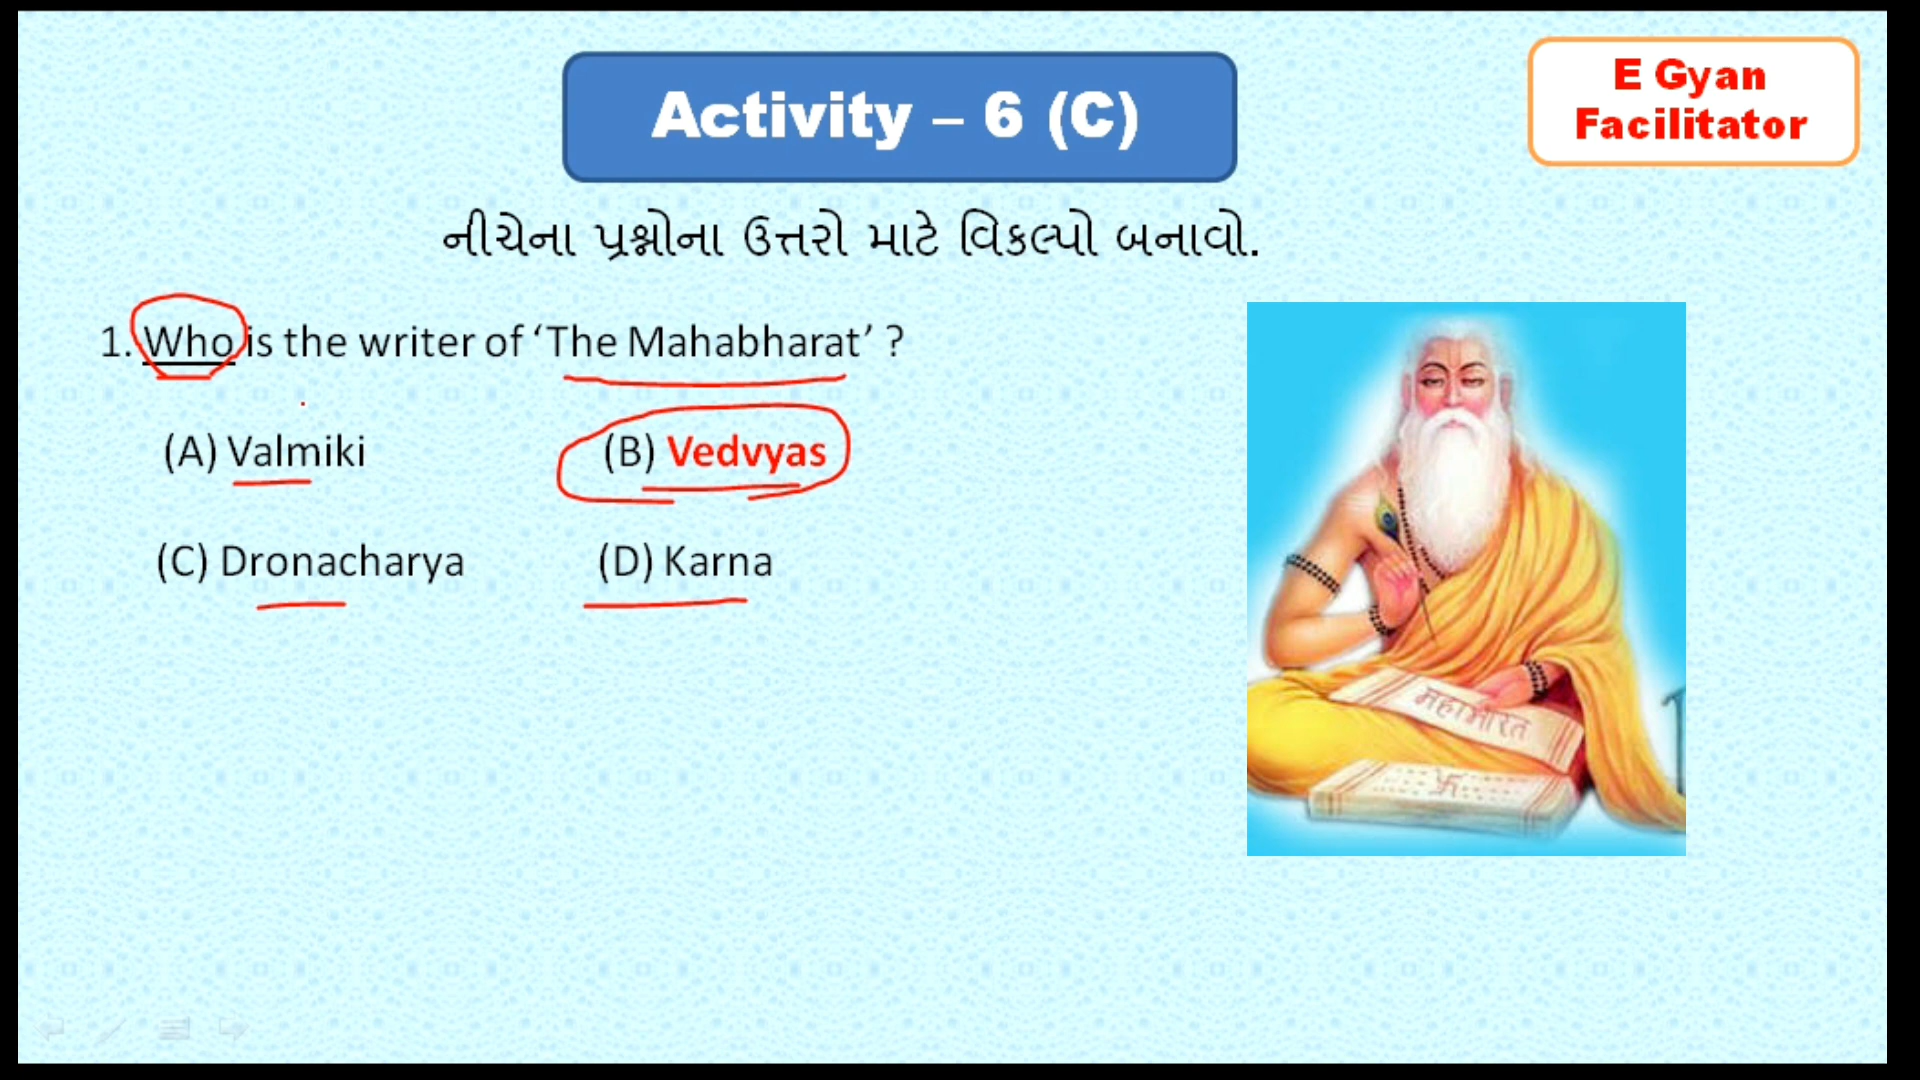 Activity – 6 (C)
E Gyan
Facilitator
નીચેના પ્રશ્નોના ઉત્તરો માટે વિકલ્પો બનાવો.
1. Who is the writer of ‘The Mahabharat’ ?
(A) Valmiki (B) Vedvyas
(C) Dronacharya (D) Karna
महाभारत